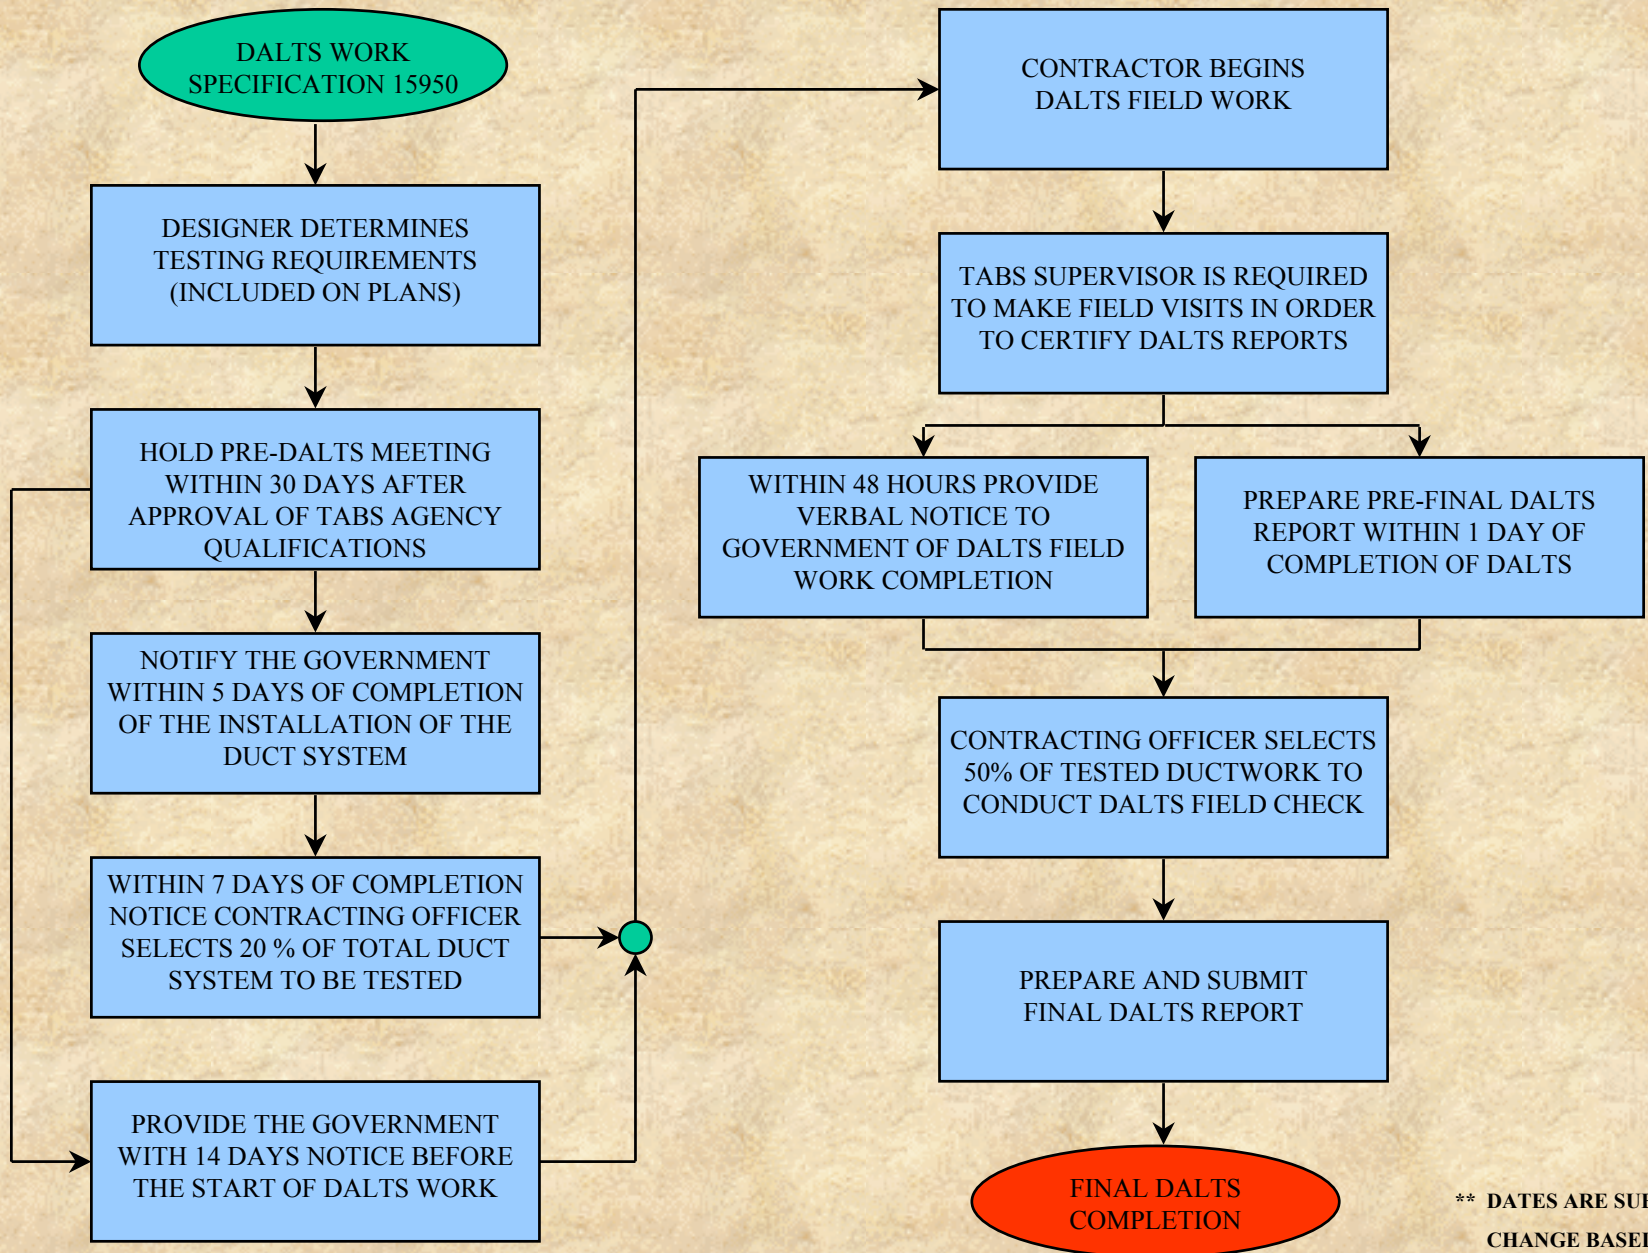 DALTS WORK
SPECIFICATION 15950
DESIGNER DETERMINES
TESTING REQUIREMENTS
(INCLUDED ON PLANS)
HOLD PRE-DALTS MEETING
WITHIN 30 DAYS AFTER
APPROVAL OF TABS AGENCY
QUALIFICATIONS
NOTIFY THE GOVERNMENT
WITHIN 5 DAYS OF COMPLETION
OF THE INSTALLATION OF THE
DUCT SYSTEM
WITHIN 7 DAYS OF COMPLETION
NOTICE CONTRACTING OFFICER
SELECTS 20 % OF TOTAL DUCT
SYSTEM TO BE TESTED
PROVIDE THE GOVERNMENT
WITH 14 DAYS NOTICE BEFORE
THE START OF DALTS WORK
CONTRACTOR BEGINS
DALTS FIELD WORK
TABS SUPERVISOR IS REQUIRED
TO MAKE FIELD VISITS IN ORDER
TO CERTIFY DALTS REPORTS
WITHIN 48 HOURS PROVIDE
VERBAL NOTICE TO
GOVERNMENT OF DALTS FIELD
WORK COMPLETION
PREPARE PRE-FINAL DALTS
REPORT WITHIN 1 DAY OF
COMPLETION OF DALTS
CONTRACTING OFFICER SELECTS
50% OF TESTED DUCTWORK TO
CONDUCT DALTS FIELD CHECK
PREPARE AND SUBMIT
FINAL DALTS REPORT
FINAL DALTS
COMPLETION
** DATES ARE
CHANGE